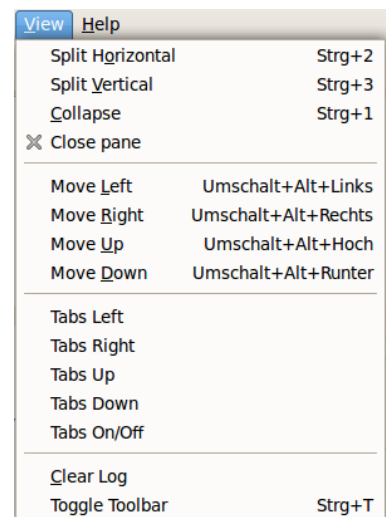 View Help
Split Horizontal Strg+2
Split Vertical Strg+3
Collapse Strg+1
Close pane
Move Left Umschalt+Alt+Links
Move Right Umschalt+Alt+Rechts
Move Up Umschalt+Alt+Hoch
Move Down Umschalt+Alt+Runter
Tabs Left
Tabs Right
Tabs Up
Tabs Down
Tabs On/Off
Clear Log
Toggle Toolbar Strg+T